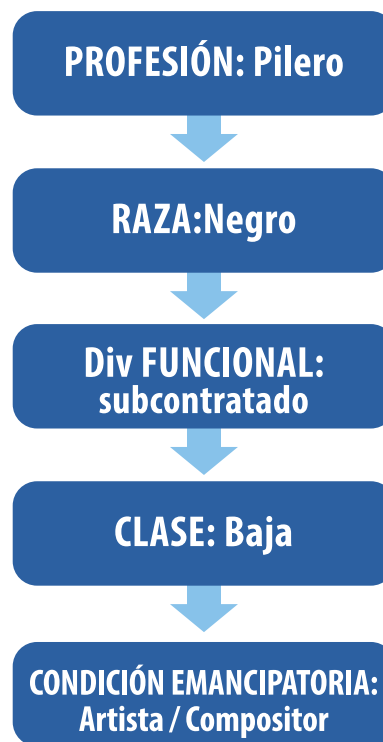 PROFESIÓN: Pilero
RAZA:Negro
Div FUNCIONAL:
subcontratado
CLASE: Baja
CONDICIÓN EMANCIPATORIA:
Artista / Compositor